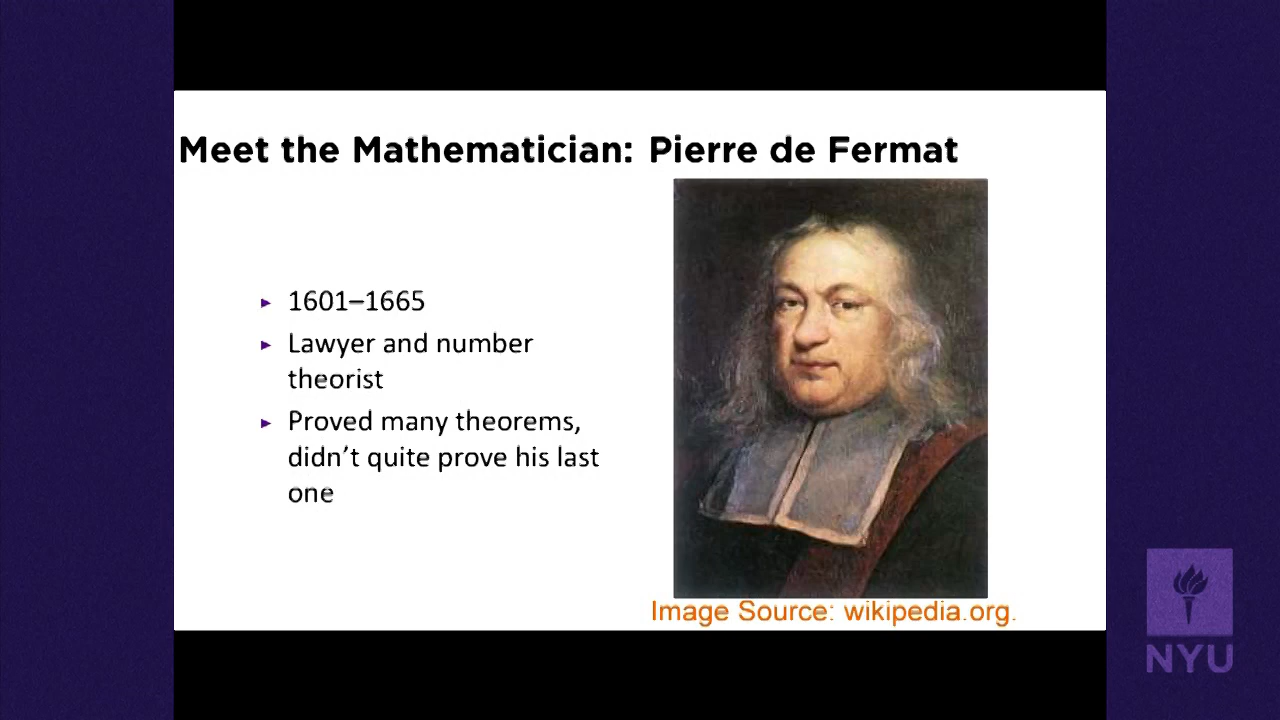 Meet the Mathematician: Pierre de Fermat
▸ 1601–1665
▸ Lawyer and number
theorist
▸ Proved many theorems,
didn’t quite prove his last
one
Image Source: wikipedia.org.
NYU